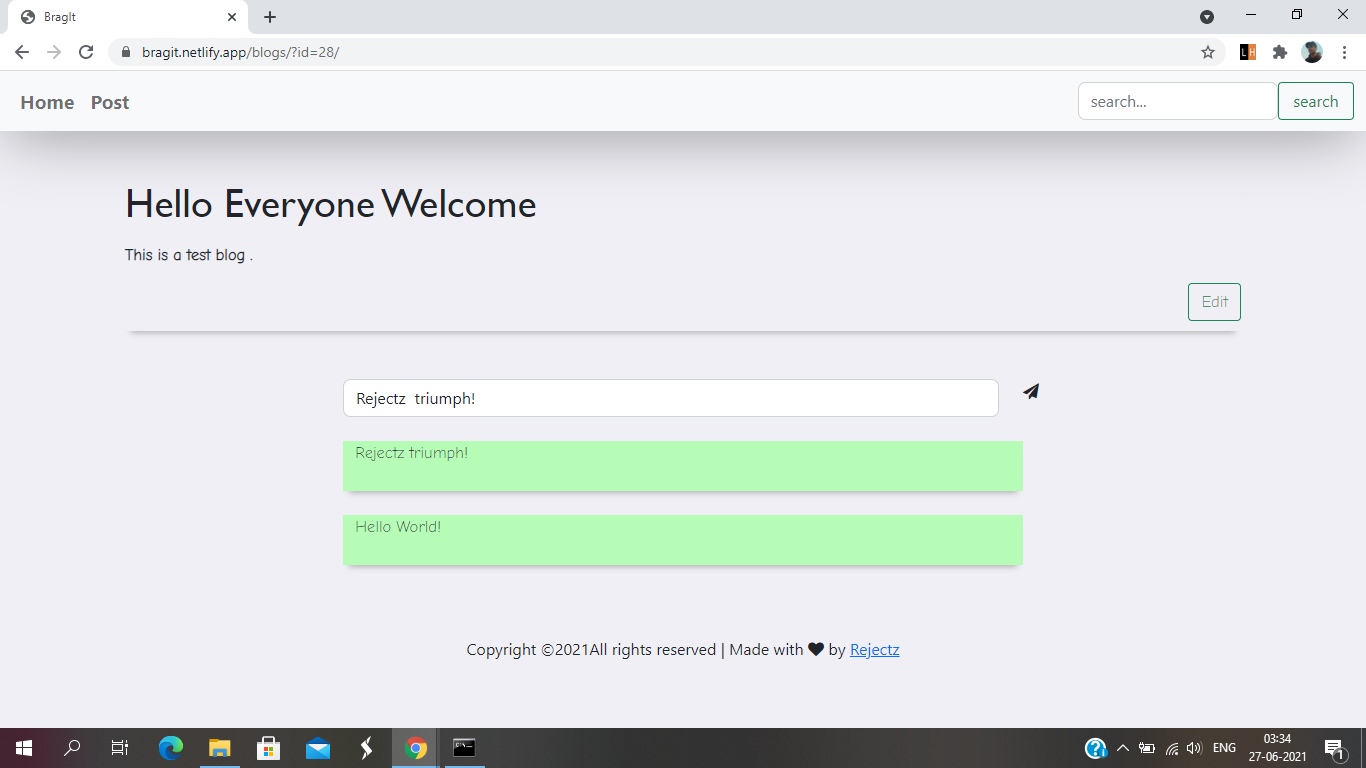 BragIt
bragit.netlify.app/blogs/?id=28/
L H
Home Post search... search
Hello Everyone Welcome
This is a test blog .
Edit
Rejectz  triumph!
Rejectz triumph!
Hello World!
Copyright ©2021All rights reserved | Made with ❤ by Rejectz
ENG
03:34
27-06-2021
1